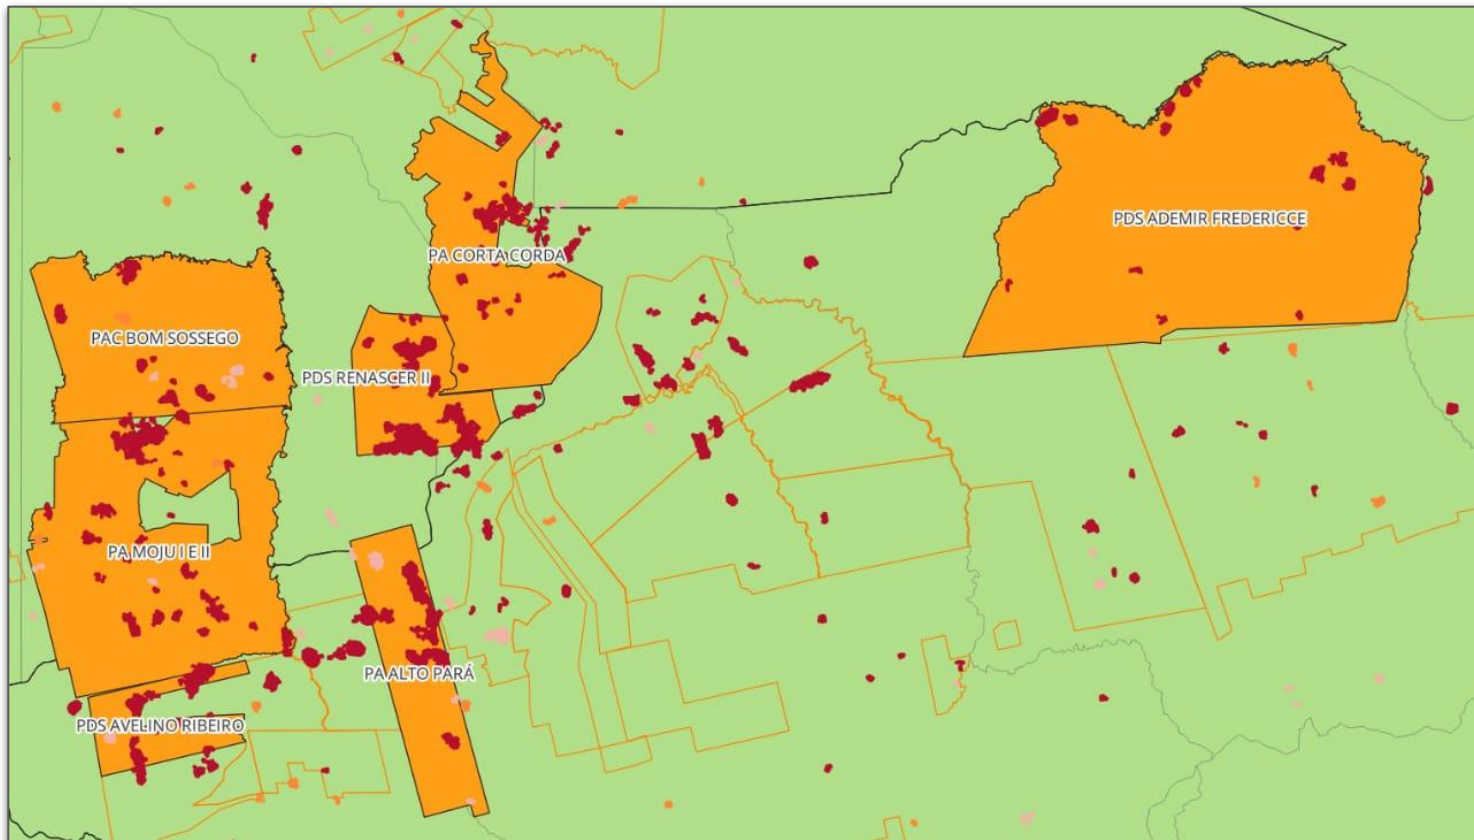 PDS ADEMIR FREDERICCE
PA CORTA CORDA
PAC BOM SOSSEGO
PDS RENASCER II
PA MOJU I E II
PA ALTO PARÁ
PDS AVELINO RIBEIRO